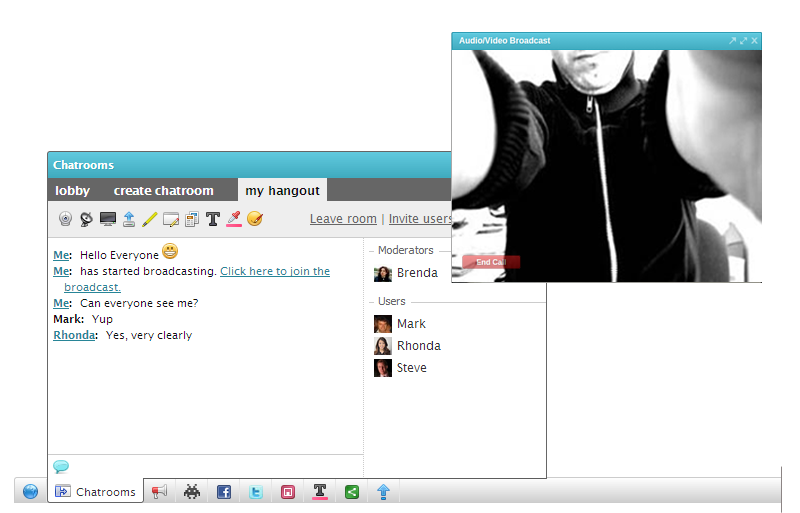 Audio/Video Broadcast
End Call
Chatrooms
lobby create chatroom my hangout
Leave room | Invite users
Me: Hello Everyone
Me: has started broadcasting. Click here to join the
broadcast.
Me: Can everyone see me?
Mark: Yup
Rhonda: Yes, very clearly
Moderators
Brenda
Users
Mark
Rhonda
Steve
Chatrooms